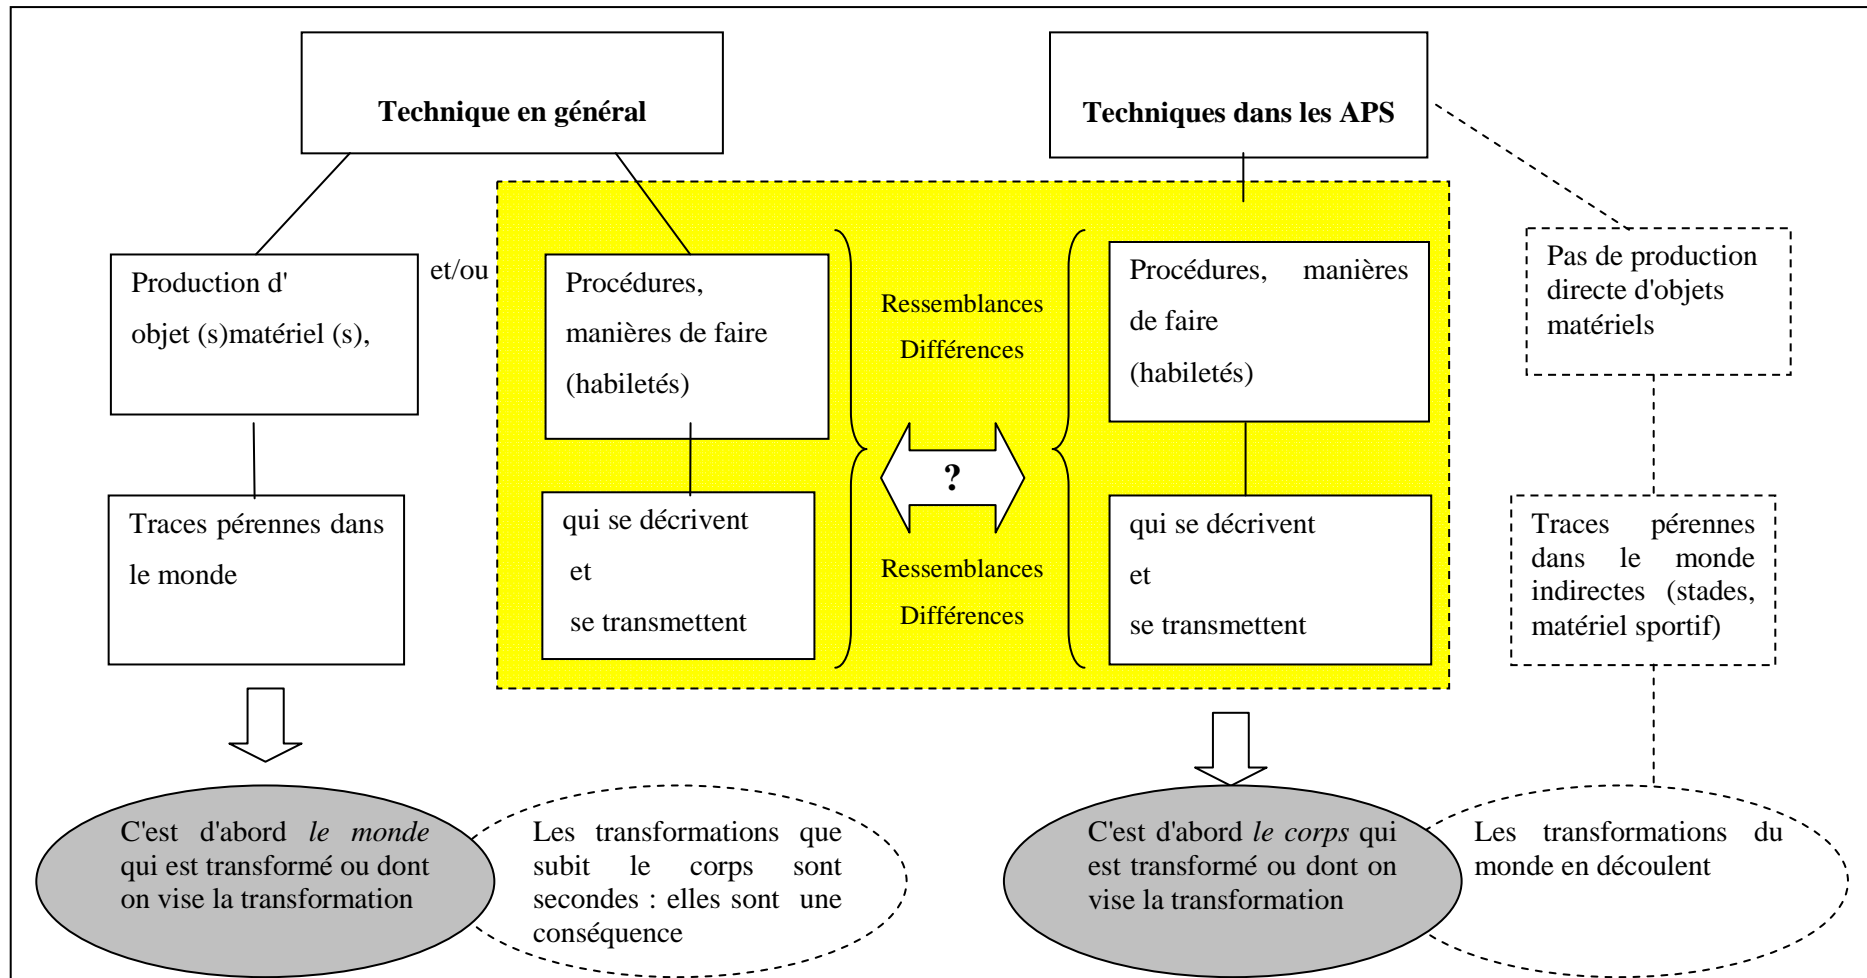 Technique en général
Techniques dans les APS
Production d'
objet (s)matériel (s),
et/ou
Procédures,
manières de faire
(habiletés)
Ressemblances
Différences
Procédures, manières
de faire
(habiletés)
Pas de production
directe d'objets
matériels
?
Traces pérennes dans
le monde
qui se décrivent
et
se transmettent
Ressemblances
Différences
qui se décrivent
et
se transmettent
Traces pérennes
dans le monde
indirectes (stades,
matériel sportif)
C'est d'abord le monde
qui est transformé ou dont
on vise la transformation
Les transformations que
subit le corps sont
secondes : elles sont une
conséquence
C'est d'abord le corps qui
est transformé ou dont on
vise la transformation
Les transformations du
monde en découlent